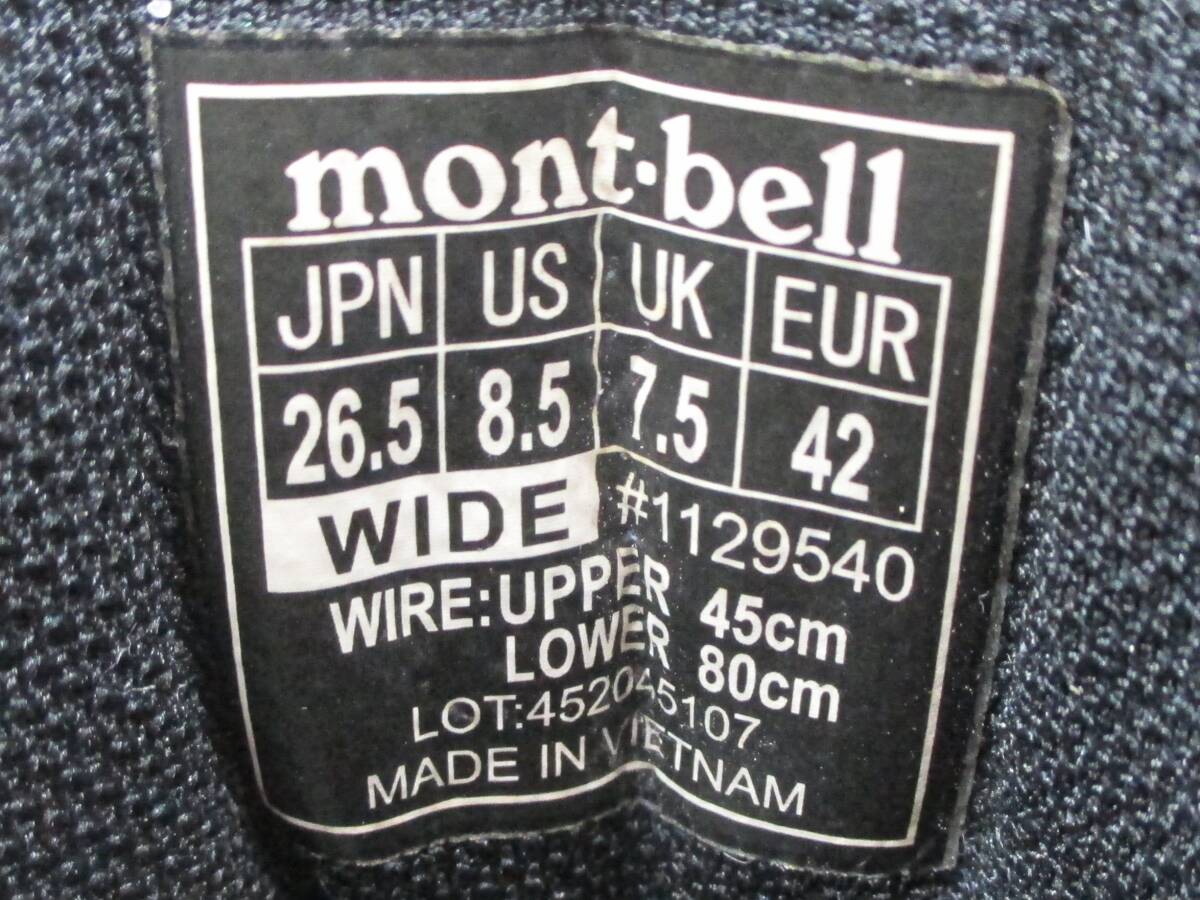 mont·bell
JPN US UK EUR
26.5 8.5 7.5 42
WIDE #1129540
WIRE:UPPER 45cm
LOWER 80cm
LOT:452045107
MADE IN VIETNAM